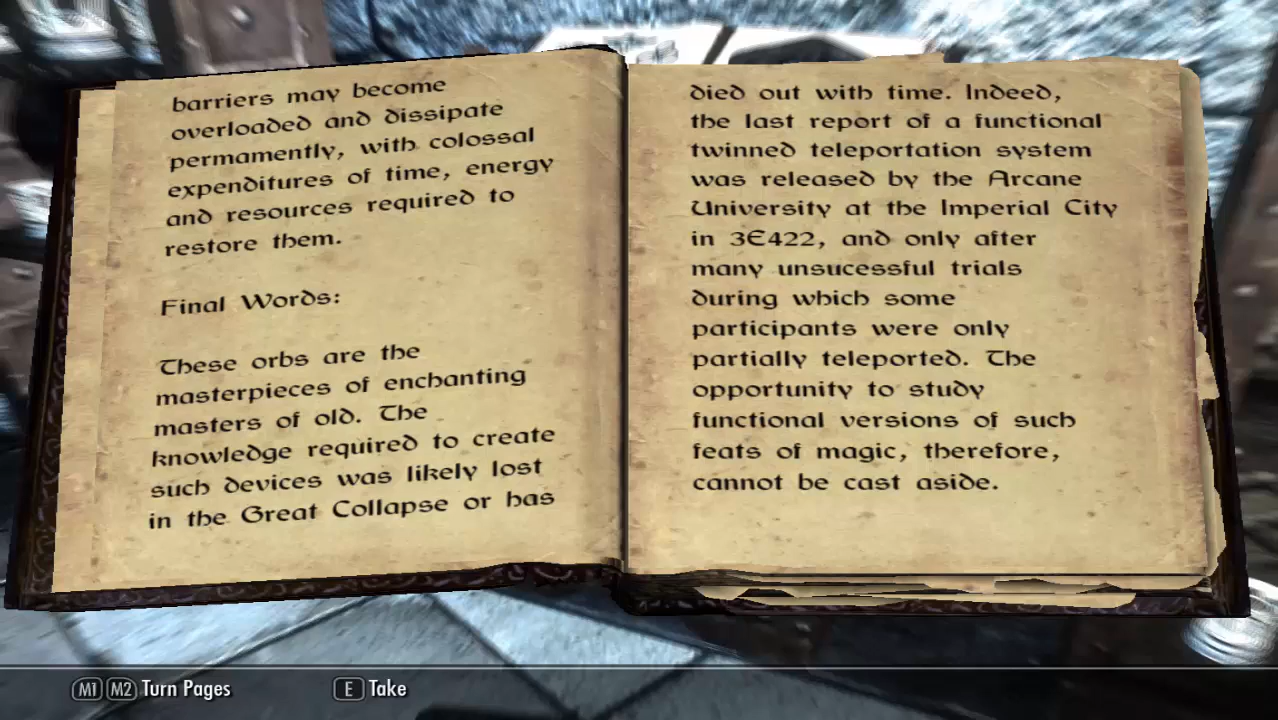 barriers may become
overloaded and dissipate
permamently, with colossal
expenditures of time, energy
and resources required to
restore them.
Final Words:
These orbs are the
masterpieces of enchanting
masters of old. The
knowledge required to create
such devices was likely lost
in the Great Collapse or has
died out with time. Indeed,
the last report of a functional
twinned teleportation system
was released by the Arcane
University at the Imperial City
in 3E422, and only after
many unsucessful trials
during which some
participants were only
partially teleported. The
opportunity to study
functional versions of such
feats of magic, therefore,
cannot be cast aside.
M1 M2 Turn Pages
E Take